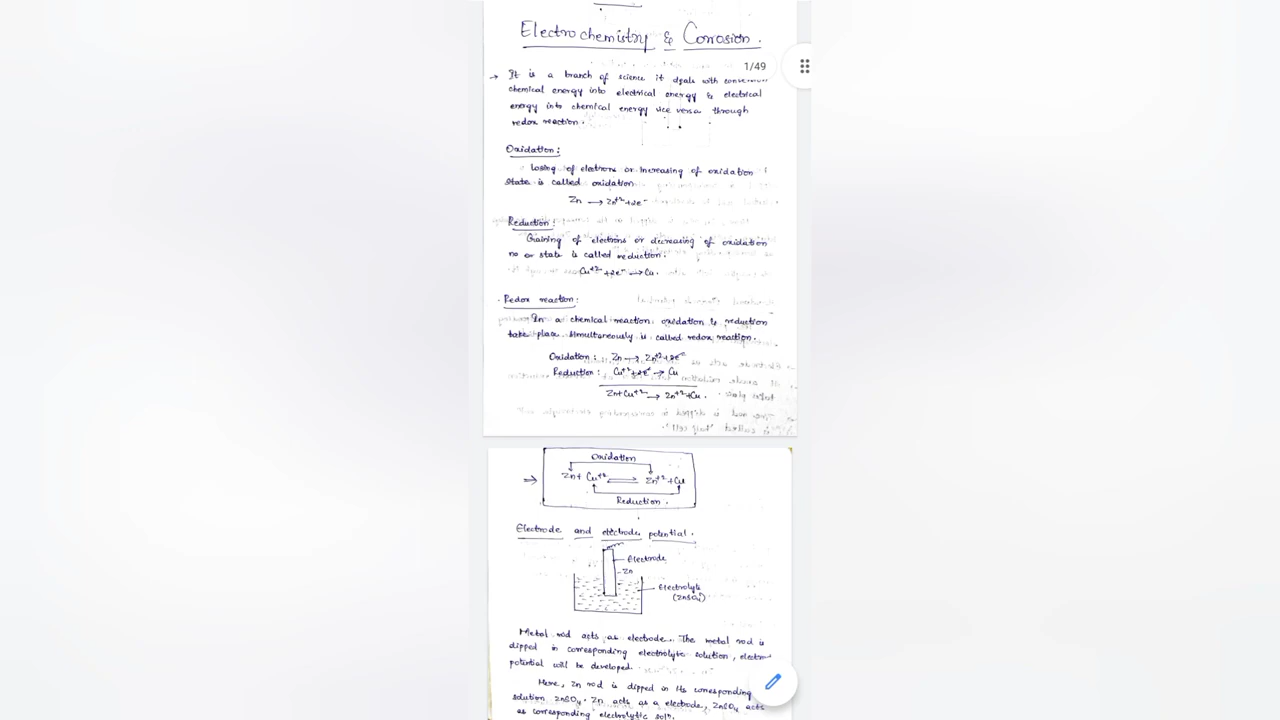 Electrochemistry & Corrosion.
1/49
→ It is a branch of science it deals with
chemical energy into electrical energy & electrical
energy into chemical energy vice versa through
redox reaction.
Oxidation:
Losing of electrons or increasing of oxidation
state is called oxidation
Zn → Zn+2 +2e-
Reduction:
Gaining of electrons or decreasing of oxidation
no or state is called reduction.
Cu+2 +2e- → Cu.
Redox reaction:
In a chemical reaction oxidation & reduction
take place simultaneously is called redox reaction.
Oxidation: Zn → Zn+2 +2e-
Reduction: Cu+2 +2e- → Cu
Zn+Cu+2 → Zn+2 +Cu.
Oxidation
⇒ Zn + Cu+2 ⇌ Zn+2 + Cu
Reduction.
Electrode and electrode potential.
Electrode
Zn
Electrolyte
(ZnSO4)
Metal rod acts as electrode. The metal rod is
dipped in corresponding electrolyte solution,
potential will be developed.
Here, Zn rod is dipped in its corresponding
solution ZnSO4. Zn acts as a electrode, ZnSO4 acts
as corresponding electrolytic soln.